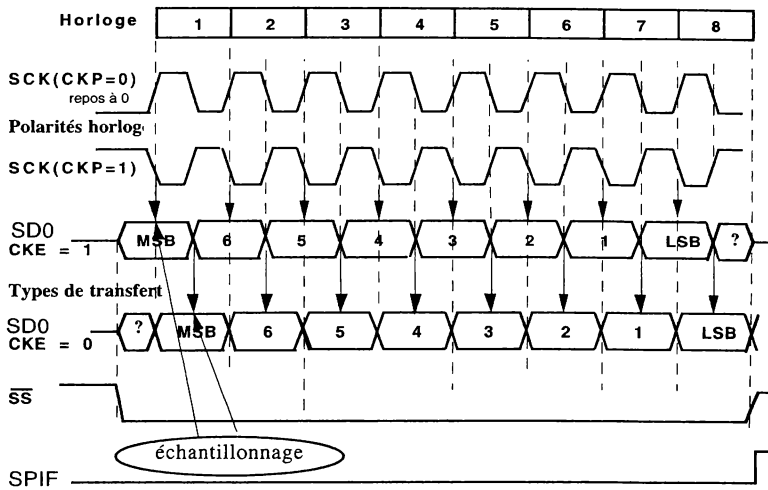 Horloge 1 2 3 4 5 6 7 8
SCK(CKP=0)
repos à 0
Polarités horlog
SCK(CKP=1)
SD0 MSB 6 5 4 3 2 1 LSB ?
CKE = 1
Types de transfert
SD0 ? MSB 6 5 4 3 2 1 LSB
CKE = 0
SS
échantillonnage
SPIF